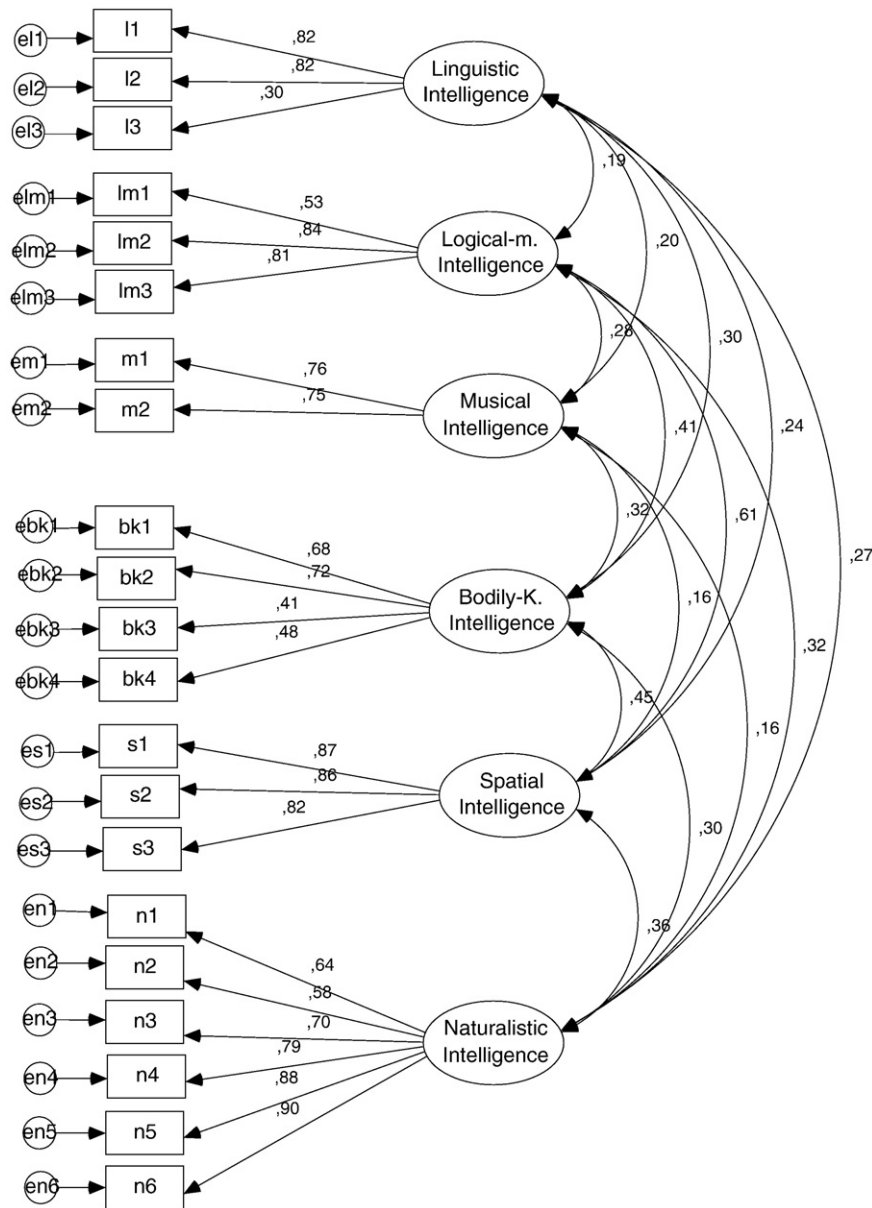 el1
l1
,82
el2
l2
,82
el3
l3
,30
Linguistic
Intelligence
elm1
lm1
,53
elm2
lm2
,84
elm3
lm3
,81
Logical-m.
Intelligence
em1
m1
,76
em2
m2
,75
Musical
Intelligence
ebk1
bk1
,68
ebk2
bk2
,72
ebk3
bk3
,41
ebk4
bk4
,48
Bodily-K.
Intelligence
es1
s1
,87
es2
s2
,86
es3
s3
,82
Spatial
Intelligence
en1
n1
,64
en2
n2
,58
en3
n3
,70
en4
n4
,79
en5
n5
,88
en6
n6
,90
Naturalistic
Intelligence
,19
,20
,28
,30
,41
,24
,32
,61
,27
,16
,32
,45
,16
,30
,36